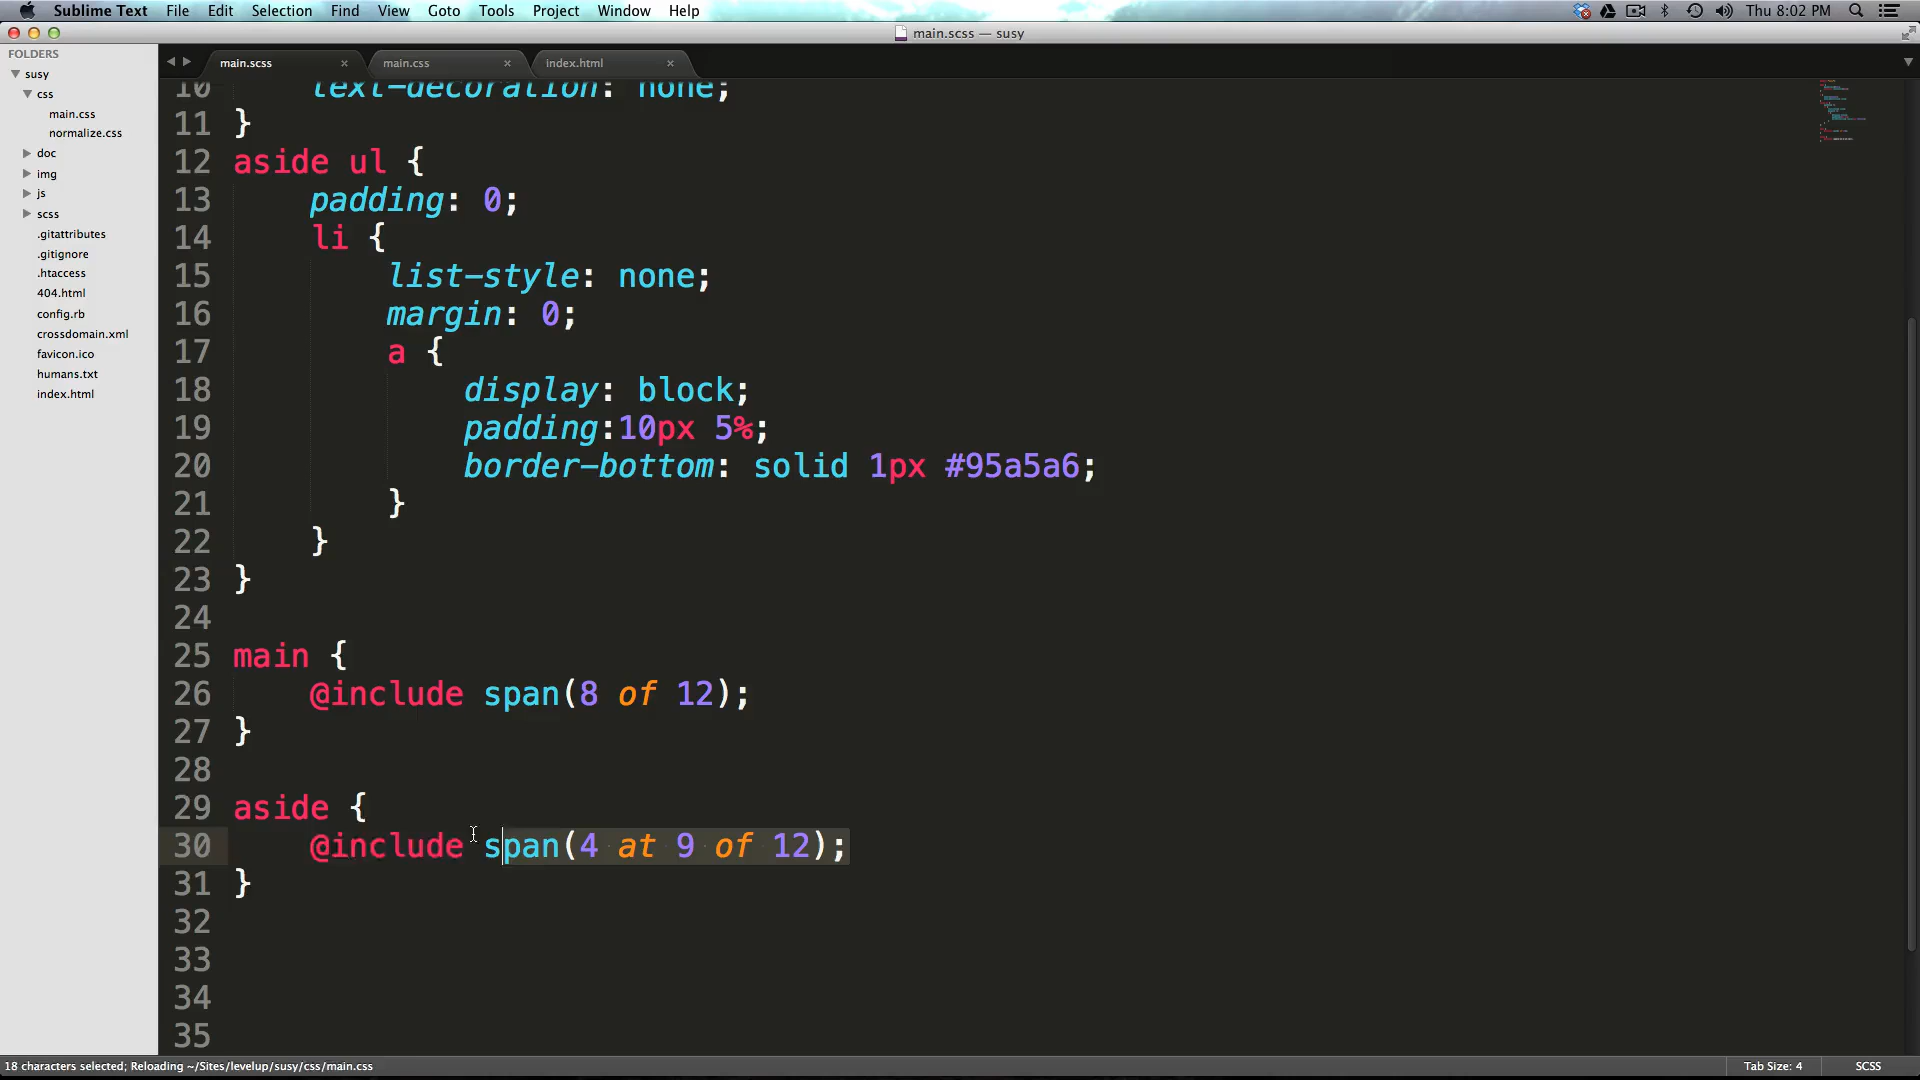 Sublime Text File Edit Selection Find View Goto Tools Project Window Help Thu 8:02 PM
main.scss — susy
FOLDERS
susy
css
main.css
normalize.css
doc
img
js
scss
.gitattributes
.gitignore
.htaccess
404.html
config.rb
crossdomain.xml
favicon.ico
humans.txt
index.html
main.scss × main.css × index.html ×
10 text-decoration: none;
11 }
12 aside ul {
13 padding: 0;
14 li {
15 list-style: none;
16 margin: 0;
17 a {
18 display: block;
19 padding:10px 5%;
20 border-bottom: solid 1px #95a5a6;
21 }
22 }
23 }
24
25 main {
26 @include span(8 of 12);
27 }
28
29 aside {
30 @include span(4 at 9 of 12);
31 }
32
33
34
35
18 characters selected; Reloading ~/Sites/levelup/susy/css/main.css Tab Size: 4 SCSS